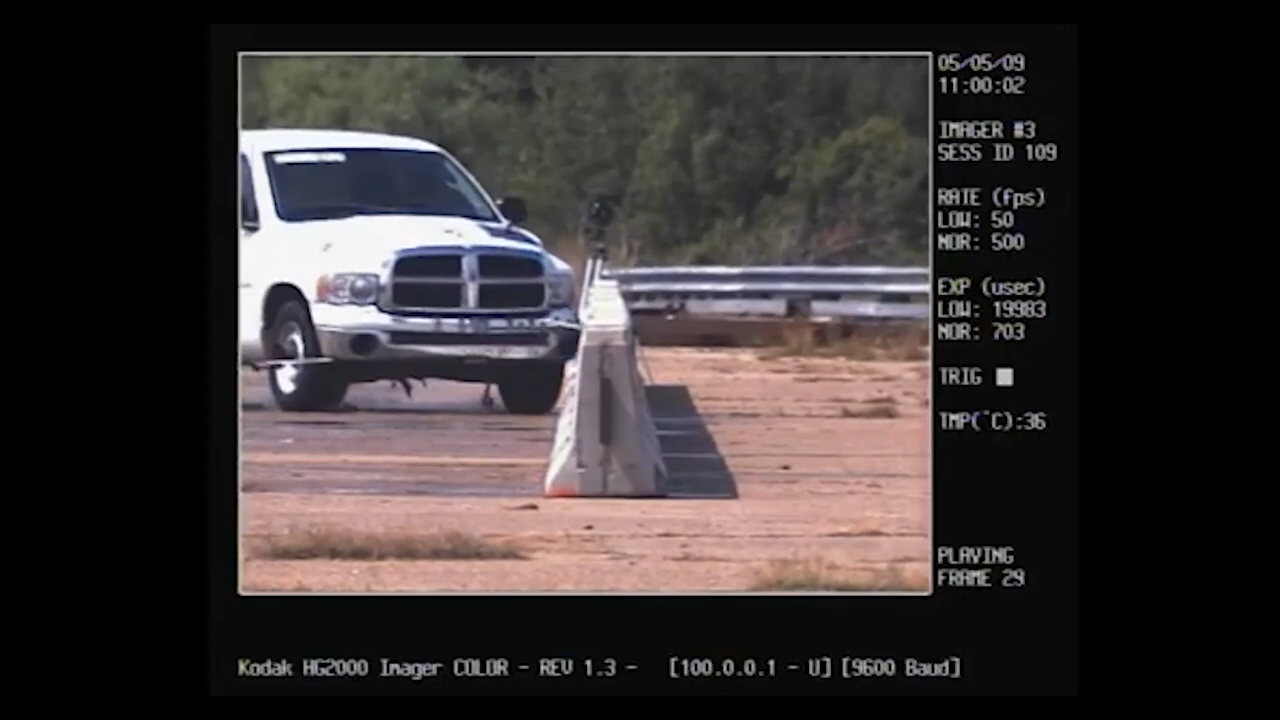 05/05/09
11:00:02
IMAGER #3
SESS ID 109
RATE (fps)
LOW: 50
NOR: 500
EXP (usec)
LOW: 19983
NOR: 703
TRIG
TMP(°C):36
PLAYING
FRAME 29
Kodak HG2000 Imager COLOR - REV 1.3 - [100.0.0.1 - U] [9600 Baud]